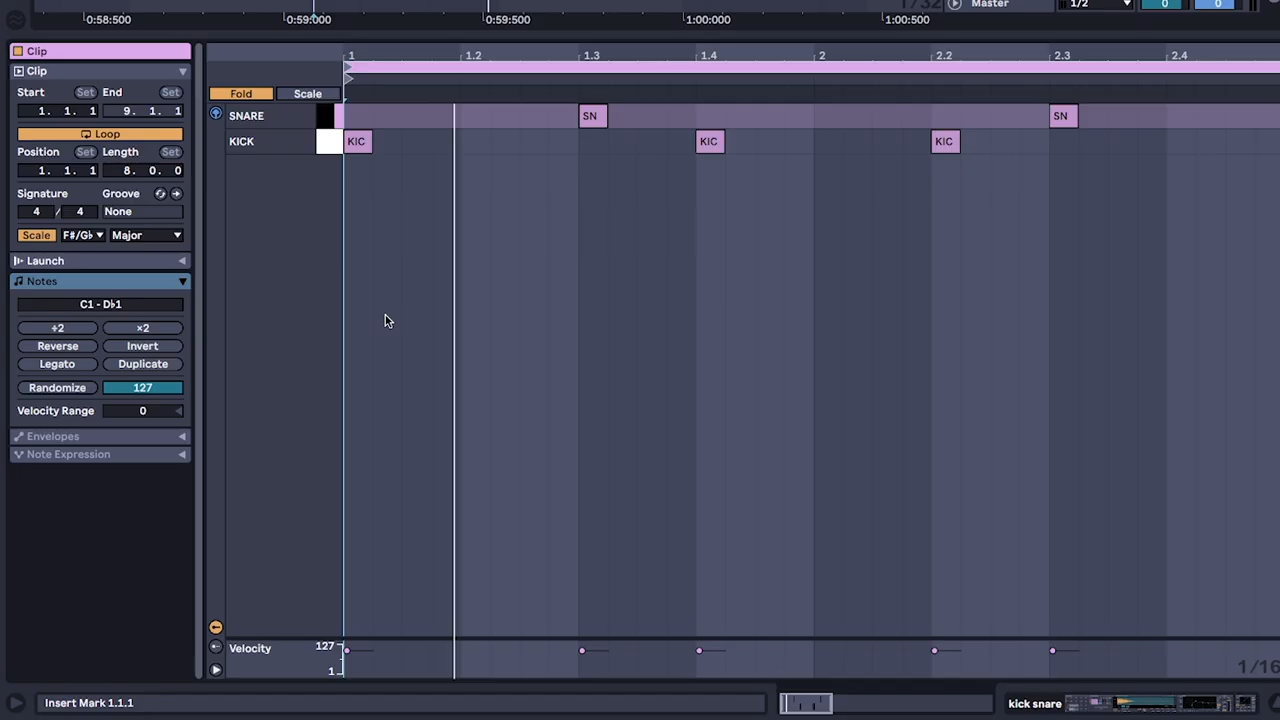 1/32
Master
1/2
0
0
0:58:500
0:59:000
0:59:500
1:00:000
1:00:500
Clip
Clip
1
1.2
1.3
1.4
2
2.2
2.3
2.4
Start
Set
End
Set
Fold
Scale
1. 1. 1
9. 1. 1
SNARE
SN
SN
Loop
KICK
KIC
KIC
KIC
Position
Set
Length
Set
1. 1. 1
8. 0. 0
Signature
Groove
4 / 4
None
Scale
F#/Gb
Major
Launch
Notes
C1 - D♭1
÷2
×2
Reverse
Invert
Legato
Duplicate
Randomize
127
Velocity Range
0
Envelopes
Note Expression
Velocity
127
1
1/16
Insert Mark 1.1.1
kick snare